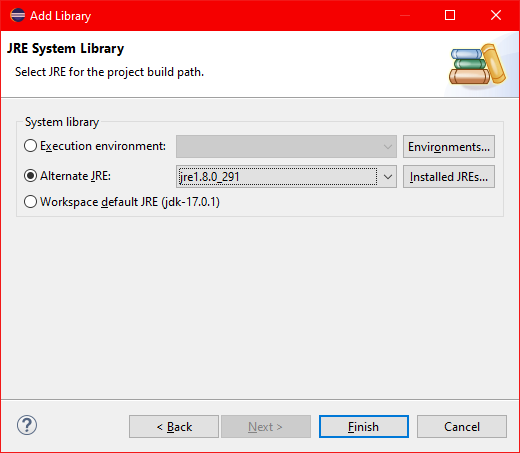 Add Library
JRE System Library
Select JRE for the project build path.
System library
Execution environment:
Environments...
Alternate JRE:
jre1.8.0_291
Installed JREs...
Workspace default JRE (jdk-17.0.1)
?
< Back
Next >
Finish
Cancel